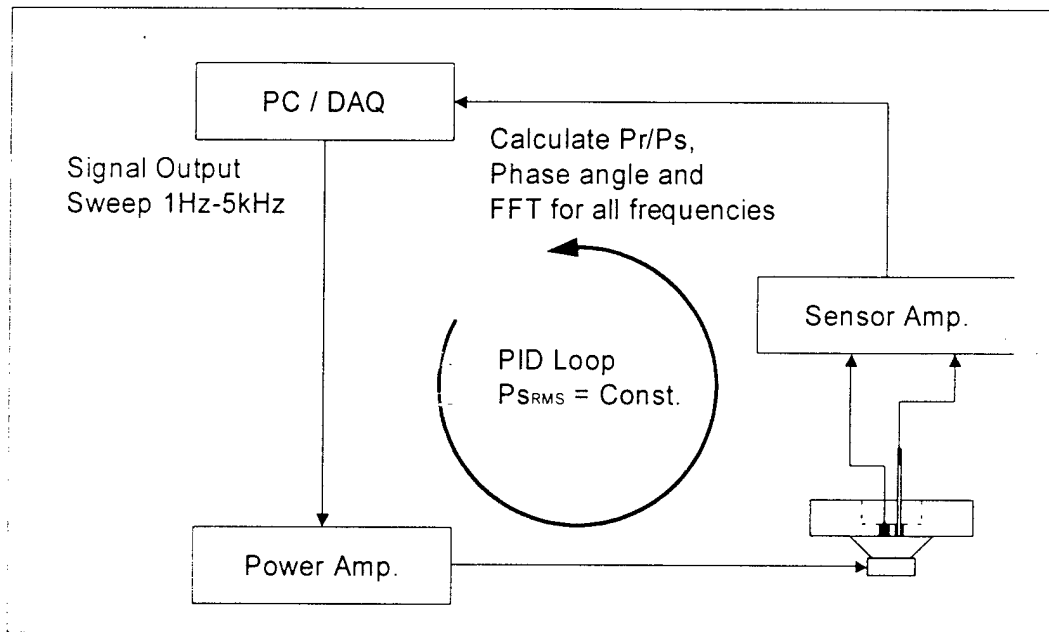 PC / DAQ
Signal Output
Sweep 1Hz-5kHz
Calculate Pr/Ps,
Phase angle and
FFT for all frequencies
Sensor Amp.
PID Loop
PsRMS = Const.
Power Amp.